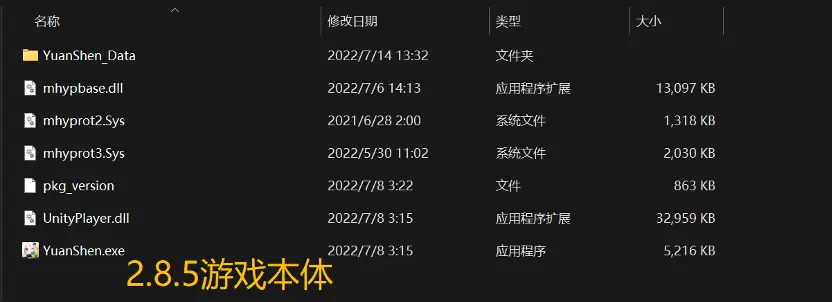 名称 修改日期 类型 大小
YuanShen_Data 2022/7/14 13:32 文件夹
mhypbase.dll 2022/7/6 14:13 应用程序扩展 13,097 KB
mhyprot2.Sys 2021/6/28 2:00 系统文件 1,318 KB
mhyprot3.Sys 2022/5/30 11:02 系统文件 2,030 KB
pkg_version 2022/7/8 3:22 文件 863 KB
UnityPlayer.dll 2022/7/8 3:15 应用程序扩展 32,959 KB
YuanShen.exe 2022/7/8 3:15 应用程序 5,216 KB
2.8.5游戏本体